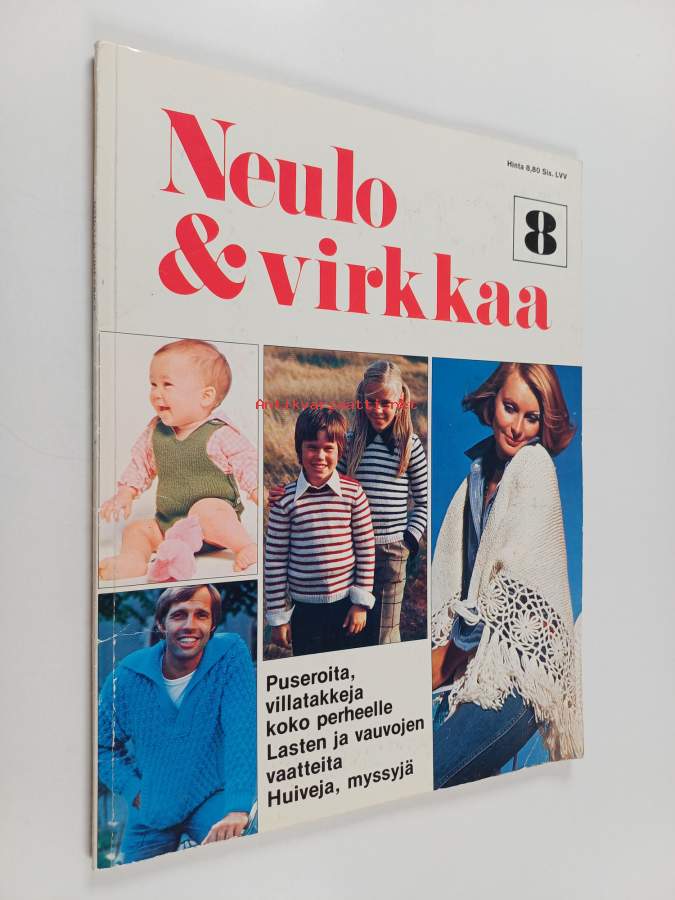 Neulo
& virkkaa
Hinta 8,80 Sis. LVV
8
Antikvariaatti.net
Puseroita,
villatakkeja
koko perheelle
Lasten ja vauvojen
vaatteita
Huiveja, myssyjä